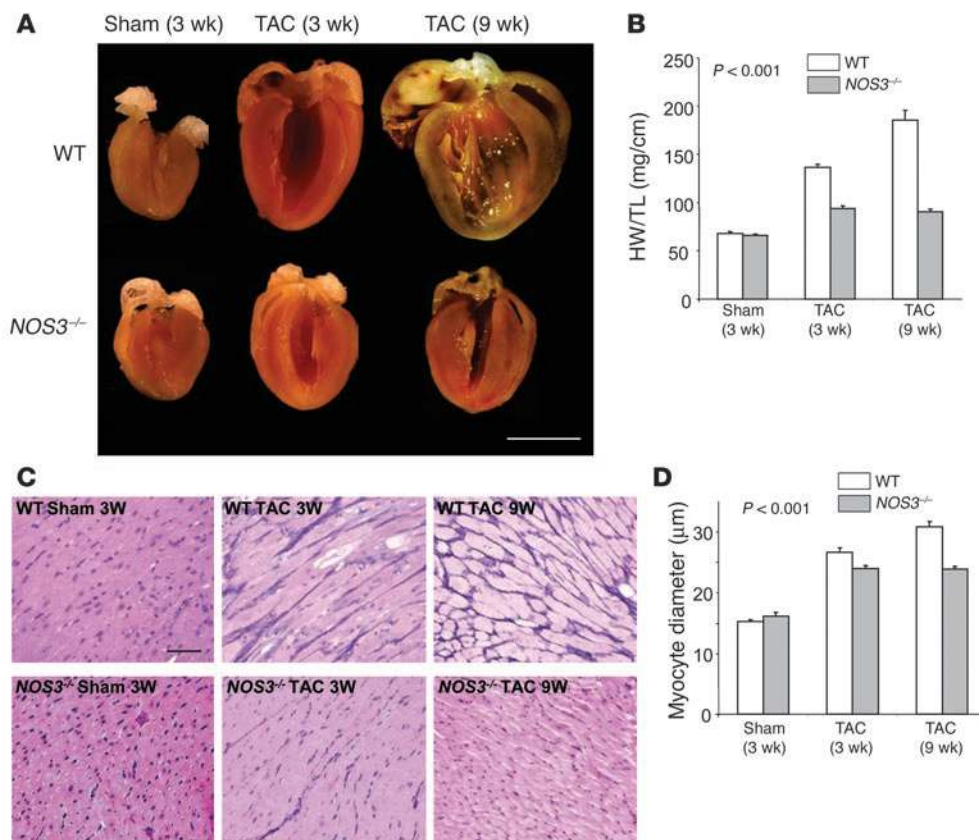 A
Sham (3 wk) TAC (3 wk) TAC (9 wk)
WT
NOS3–/–
B
WT
NOS3–/–
P < 0.001
250
200
150
100
50
0
HW/TL (mg/cm)
Sham (3 wk)
TAC (3 wk)
TAC (9 wk)
C
WT Sham 3W
WT TAC 3W
WT TAC 9W
NOS3-/- Sham 3W
NOS3-/- TAC 3W
NOS3-/- TAC 9W
D
WT
NOS3–/–
P < 0.001
30
20
10
0
Myocyte diameter (μm)
Sham (3 wk)
TAC (3 wk)
TAC (9 wk)